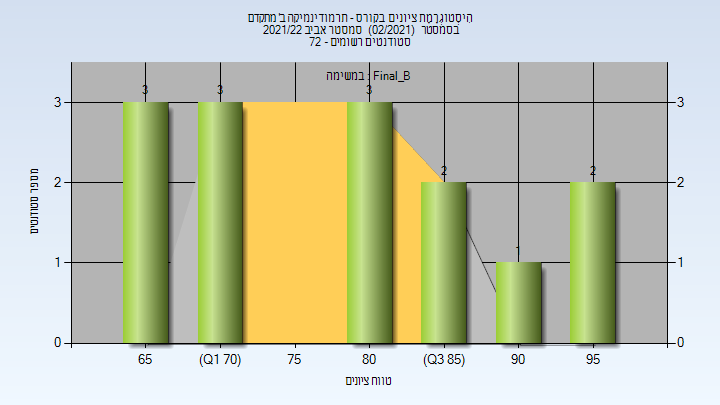 היסטוגרמת ציונים בקורס - תרמודינמיקה ב' מתקדם
בסמסטר (02/2021) סמסטר אביב 2021/22
סטודנטים רשומים - 72
במשימה : Final_B
3 3 3 2 1 2
מספר סטודנטים
3 3
2 2
1 1
0 0
65 (Q1 70) 75 80 (Q3 85) 90 95
טווח ציונים